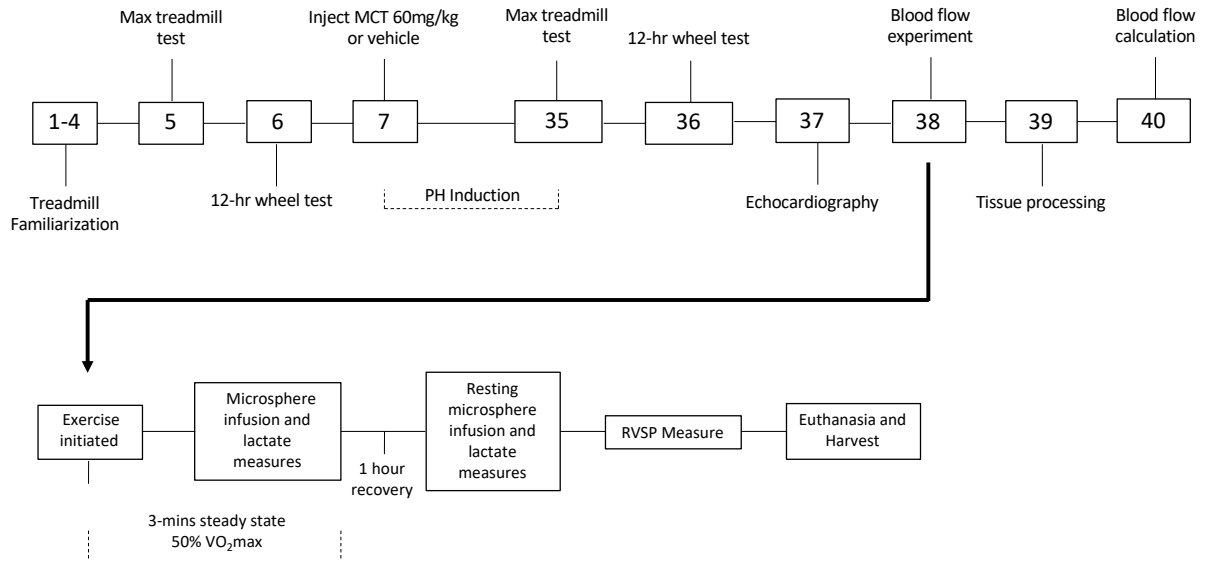 Max treadmill
test
Inject MCT 60mg/kg
or vehicle
Max treadmill
test
12-hr wheel test
Blood flow
experiment
Blood flow
calculation
1-4
5
6
7
35
36
37
38
39
40
Treadmill
Familiarization
12-hr wheel test
PH Induction
Echocardiography
Tissue processing
Exercise
initiated
Microsphere
infusion and
lactate
measures
1 hour
recovery
Resting
microsphere
infusion and
lactate
measures
RVSP Measure
Euthanasia and
Harvest
3-mins steady state
50% VO₂max